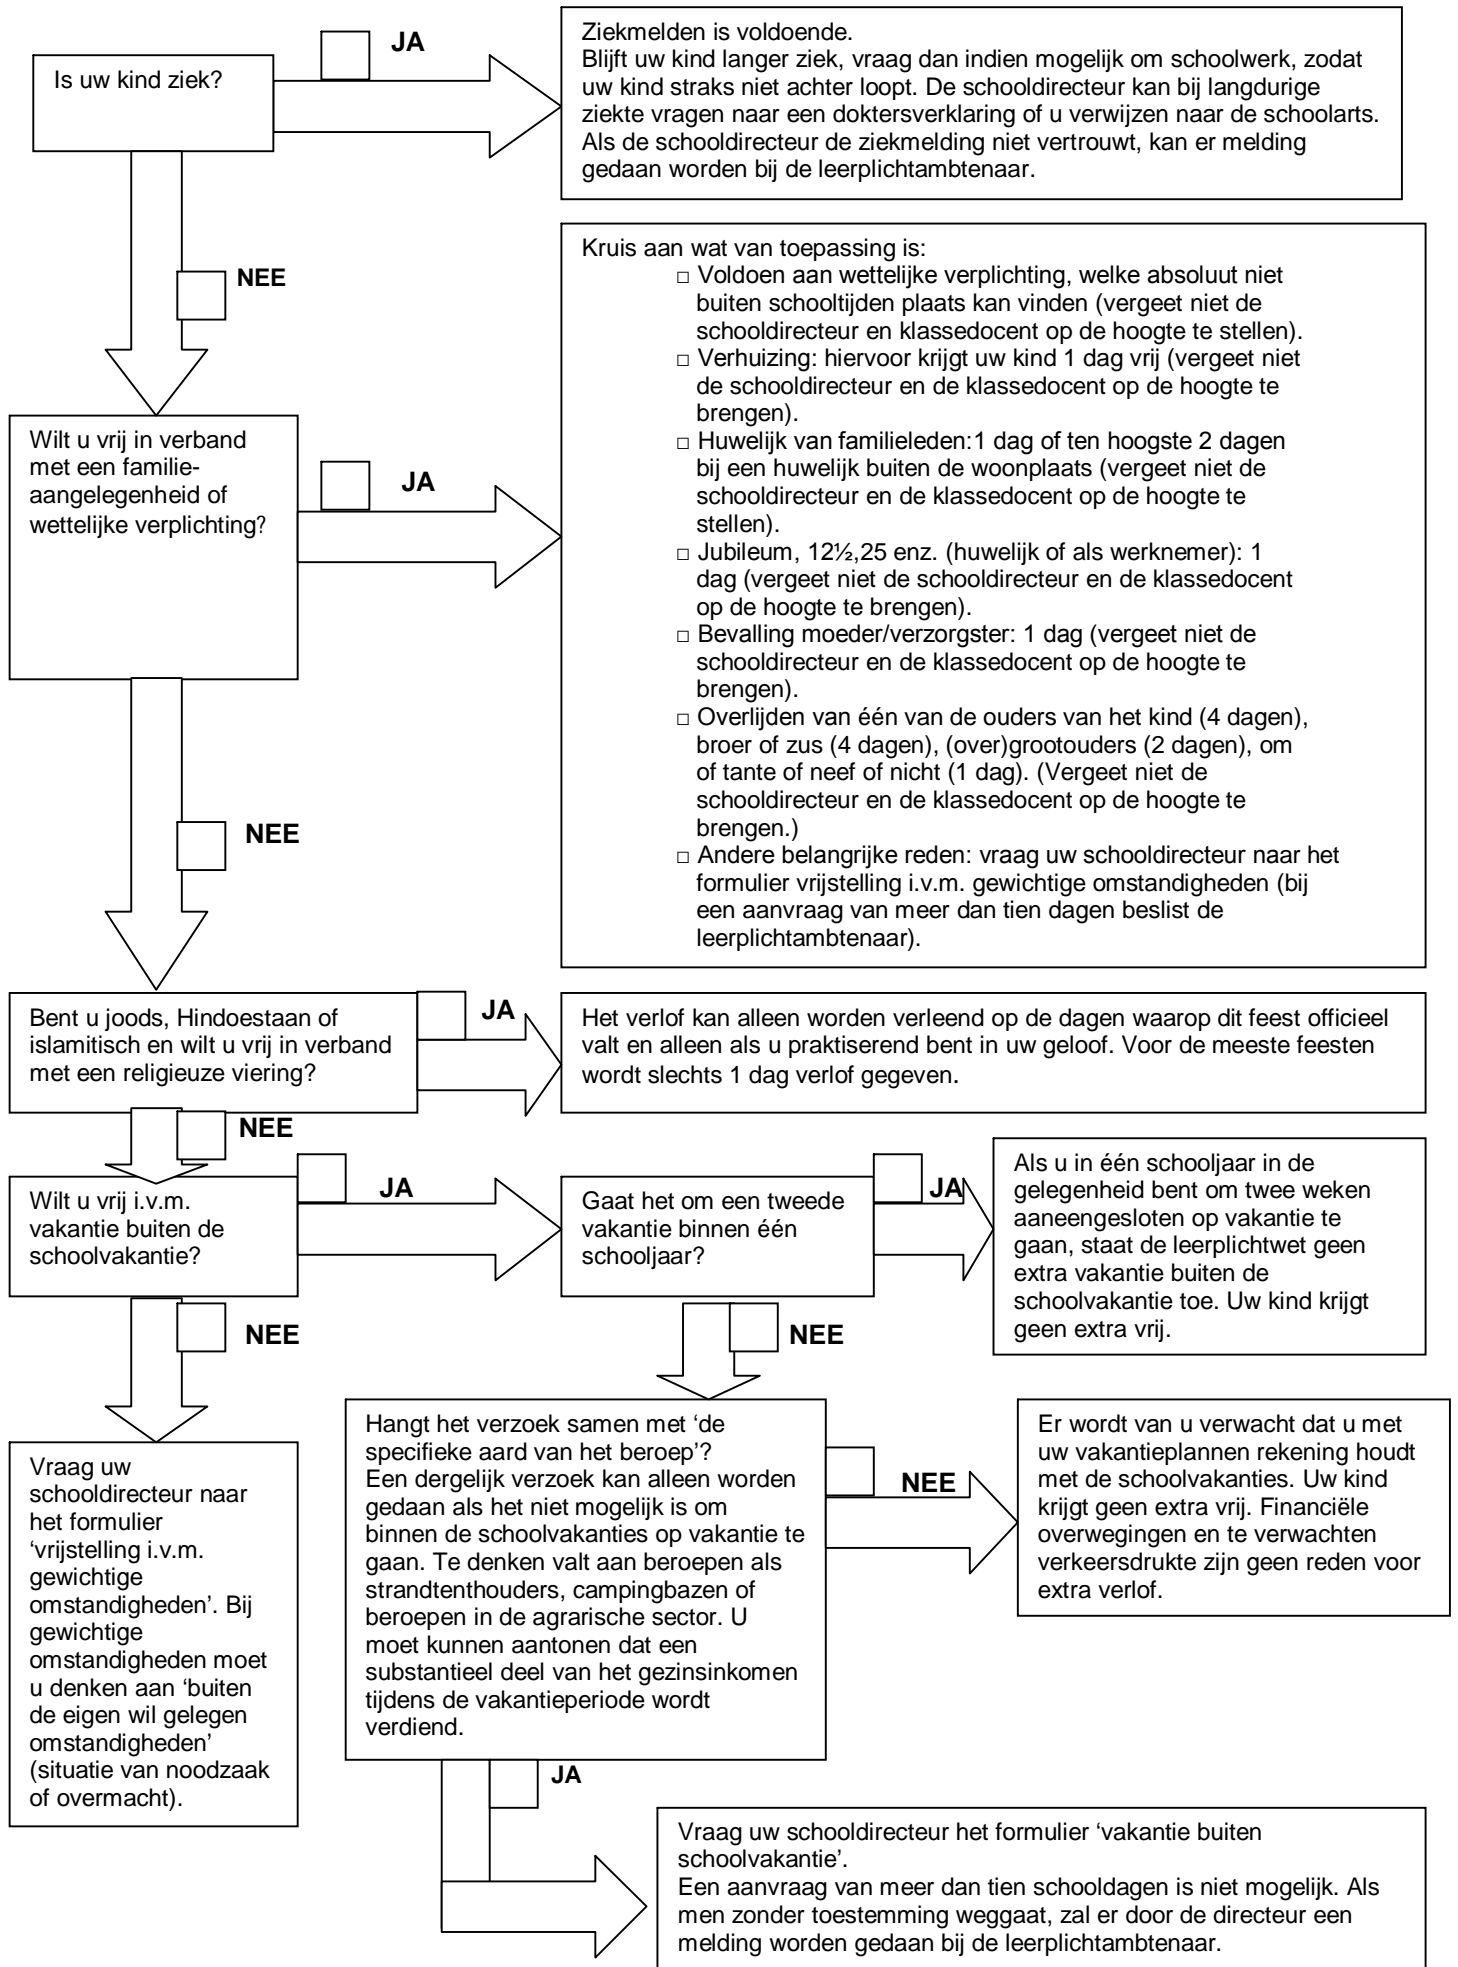 Is uw kind ziek?
JA
Ziekmelden is voldoende.
Blijft uw kind langer ziek, vraag dan indien mogelijk om schoolwerk, zodat
uw kind straks niet achter loopt. De schooldirecteur kan bij langdurige
ziekte vragen naar een doktersverklaring of u verwijzen naar de schoolarts.
Als de schooldirecteur de ziekmelding niet vertrouwt, kan er melding
gedaan worden bij de leerplichtambtenaar.
NEE
Wilt u vrij in verband
met een familie-
aangelegenheid of
wettelijke verplichting?
JA
Kruis aan wat van toepassing is:
□ Voldoen aan wettelijke verplichting, welke absoluut niet
buiten schooltijden plaats kan vinden (vergeet niet de
schooldirecteur en klassedocent op de hoogte te stellen).
□ Verhuizing: hiervoor krijgt uw kind 1 dag vrij (vergeet niet
de schooldirecteur en de klassedocent op de hoogte te
brengen).
□ Huwelijk van familieleden:1 dag of ten hoogste 2 dagen
bij een huwelijk buiten de woonplaats (vergeet niet de
schooldirecteur en de klassedocent op de hoogte te
stellen).
□ Jubileum, 12½,25 enz. (huwelijk of als werknemer): 1
dag (vergeet niet de schooldirecteur en de klassedocent
op de hoogte te brengen).
□ Bevalling moeder/verzorgster: 1 dag (vergeet niet de
schooldirecteur en de klassedocent op de hoogte te
brengen).
□ Overlijden van één van de ouders van het kind (4 dagen),
broer of zus (4 dagen), (over)grootouders (2 dagen), om
of tante of neef of nicht (1 dag). (Vergeet niet de
schooldirecteur en de klassedocent op de hoogte te
brengen.)
□ Andere belangrijke reden: vraag uw schooldirecteur naar het
formulier vrijstelling i.v.m. gewichtige omstandigheden (bij
een aanvraag van meer dan tien dagen beslist de
leerplichtambtenaar).
NEE
Bent u joods, Hindoestaan of
islamitisch en wilt u vrij in verband
met een religieuze viering?
JA
Het verlof kan alleen worden verleend op de dagen waarop dit feest officieel
valt en alleen als u praktiserend bent in uw geloof. Voor de meeste feesten
wordt slechts 1 dag verlof gegeven.
NEE
Wilt u vrij i.v.m.
vakantie buiten de
schoolvakantie?
JA
Gaat het om een tweede
vakantie binnen één
schooljaar?
JA
Als u in één schooljaar in de
gelegenheid bent om twee weken
aaneengesloten op vakantie te
gaan, staat de leerplichtwet geen
extra vakantie buiten de
schoolvakantie toe. Uw kind krijgt
geen extra vrij.
NEE
NEE
Vraag uw
schooldirecteur naar
het formulier
‘vrijstelling i.v.m.
gewichtige
omstandigheden’. Bij
gewichtige
omstandigheden moet
u denken aan ‘buiten
de eigen wil gelegen
omstandigheden’
(situatie van noodzaak
of overmacht).
Hangt het verzoek samen met ‘de
specifieke aard van het beroep’?
Een dergelijk verzoek kan alleen worden
gedaan als het niet mogelijk is om
binnen de schoolvakanties op vakantie te
gaan. Te denken valt aan beroepen als
strandtenthouders, campingbazen of
beroepen in de agrarische sector. U
moet kunnen aantonen dat een
substantieel deel van het gezinsinkomen
tijdens de vakantieperiode wordt
verdiend.
NEE
Er wordt van u verwacht dat u met
uw vakantieplannen rekening houdt
met de schoolvakanties. Uw kind
krijgt geen extra vrij. Financiële
overwegingen en te verwachten
verkeersdrukte zijn geen reden voor
extra verlof.
JA
Vraag uw schooldirecteur het formulier ‘vakantie buiten
schoolvakantie’.
Een aanvraag van meer dan tien schooldagen is niet mogelijk. Als
men zonder toestemming weggaat, zal er door de directeur een
melding worden gedaan bij de leerplichtambtenaar.